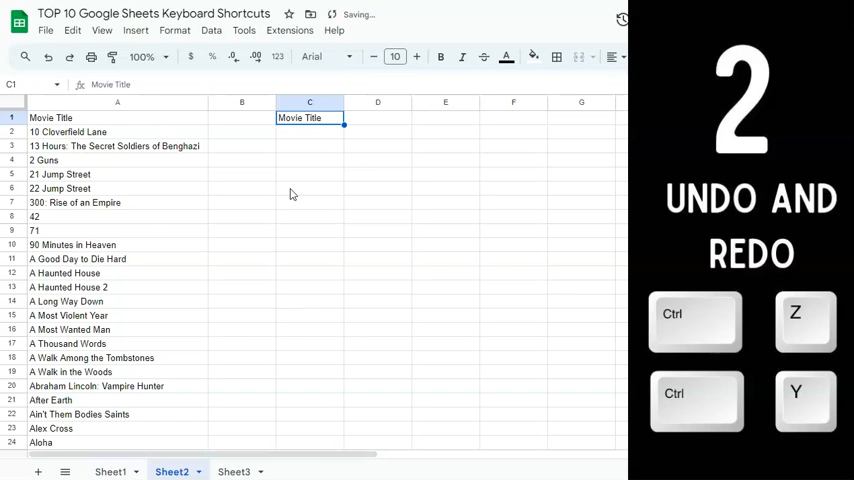 TOP 10 Google Sheets Keyboard Shortcuts
Saving...
File Edit View Insert Format Data Tools Extensions Help
100% $ % .0 .00 123 Arial 10 B I S A
C1 fx Movie Title
A B C D E F G
1 Movie Title Movie Title
2 10 Cloverfield Lane
3 13 Hours: The Secret Soldiers of Benghazi
4 2 Guns
5 21 Jump Street
6 22 Jump Street
7 300: Rise of an Empire
8 42
9 71
10 90 Minutes in Heaven
11 A Good Day to Die Hard
12 A Haunted House
13 A Haunted House 2
14 A Long Way Down
15 A Most Violent Year
16 A Most Wanted Man
17 A Thousand Words
18 A Walk Among the Tombstones
19 A Walk in the Woods
20 Abraham Lincoln: Vampire Hunter
21 After Earth
22 Ain't Them Bodies Saints
23 Alex Cross
24 Aloha
Sheet1 Sheet2 Sheet3
2
UNDO AND
REDO
Ctrl Z
Ctrl Y